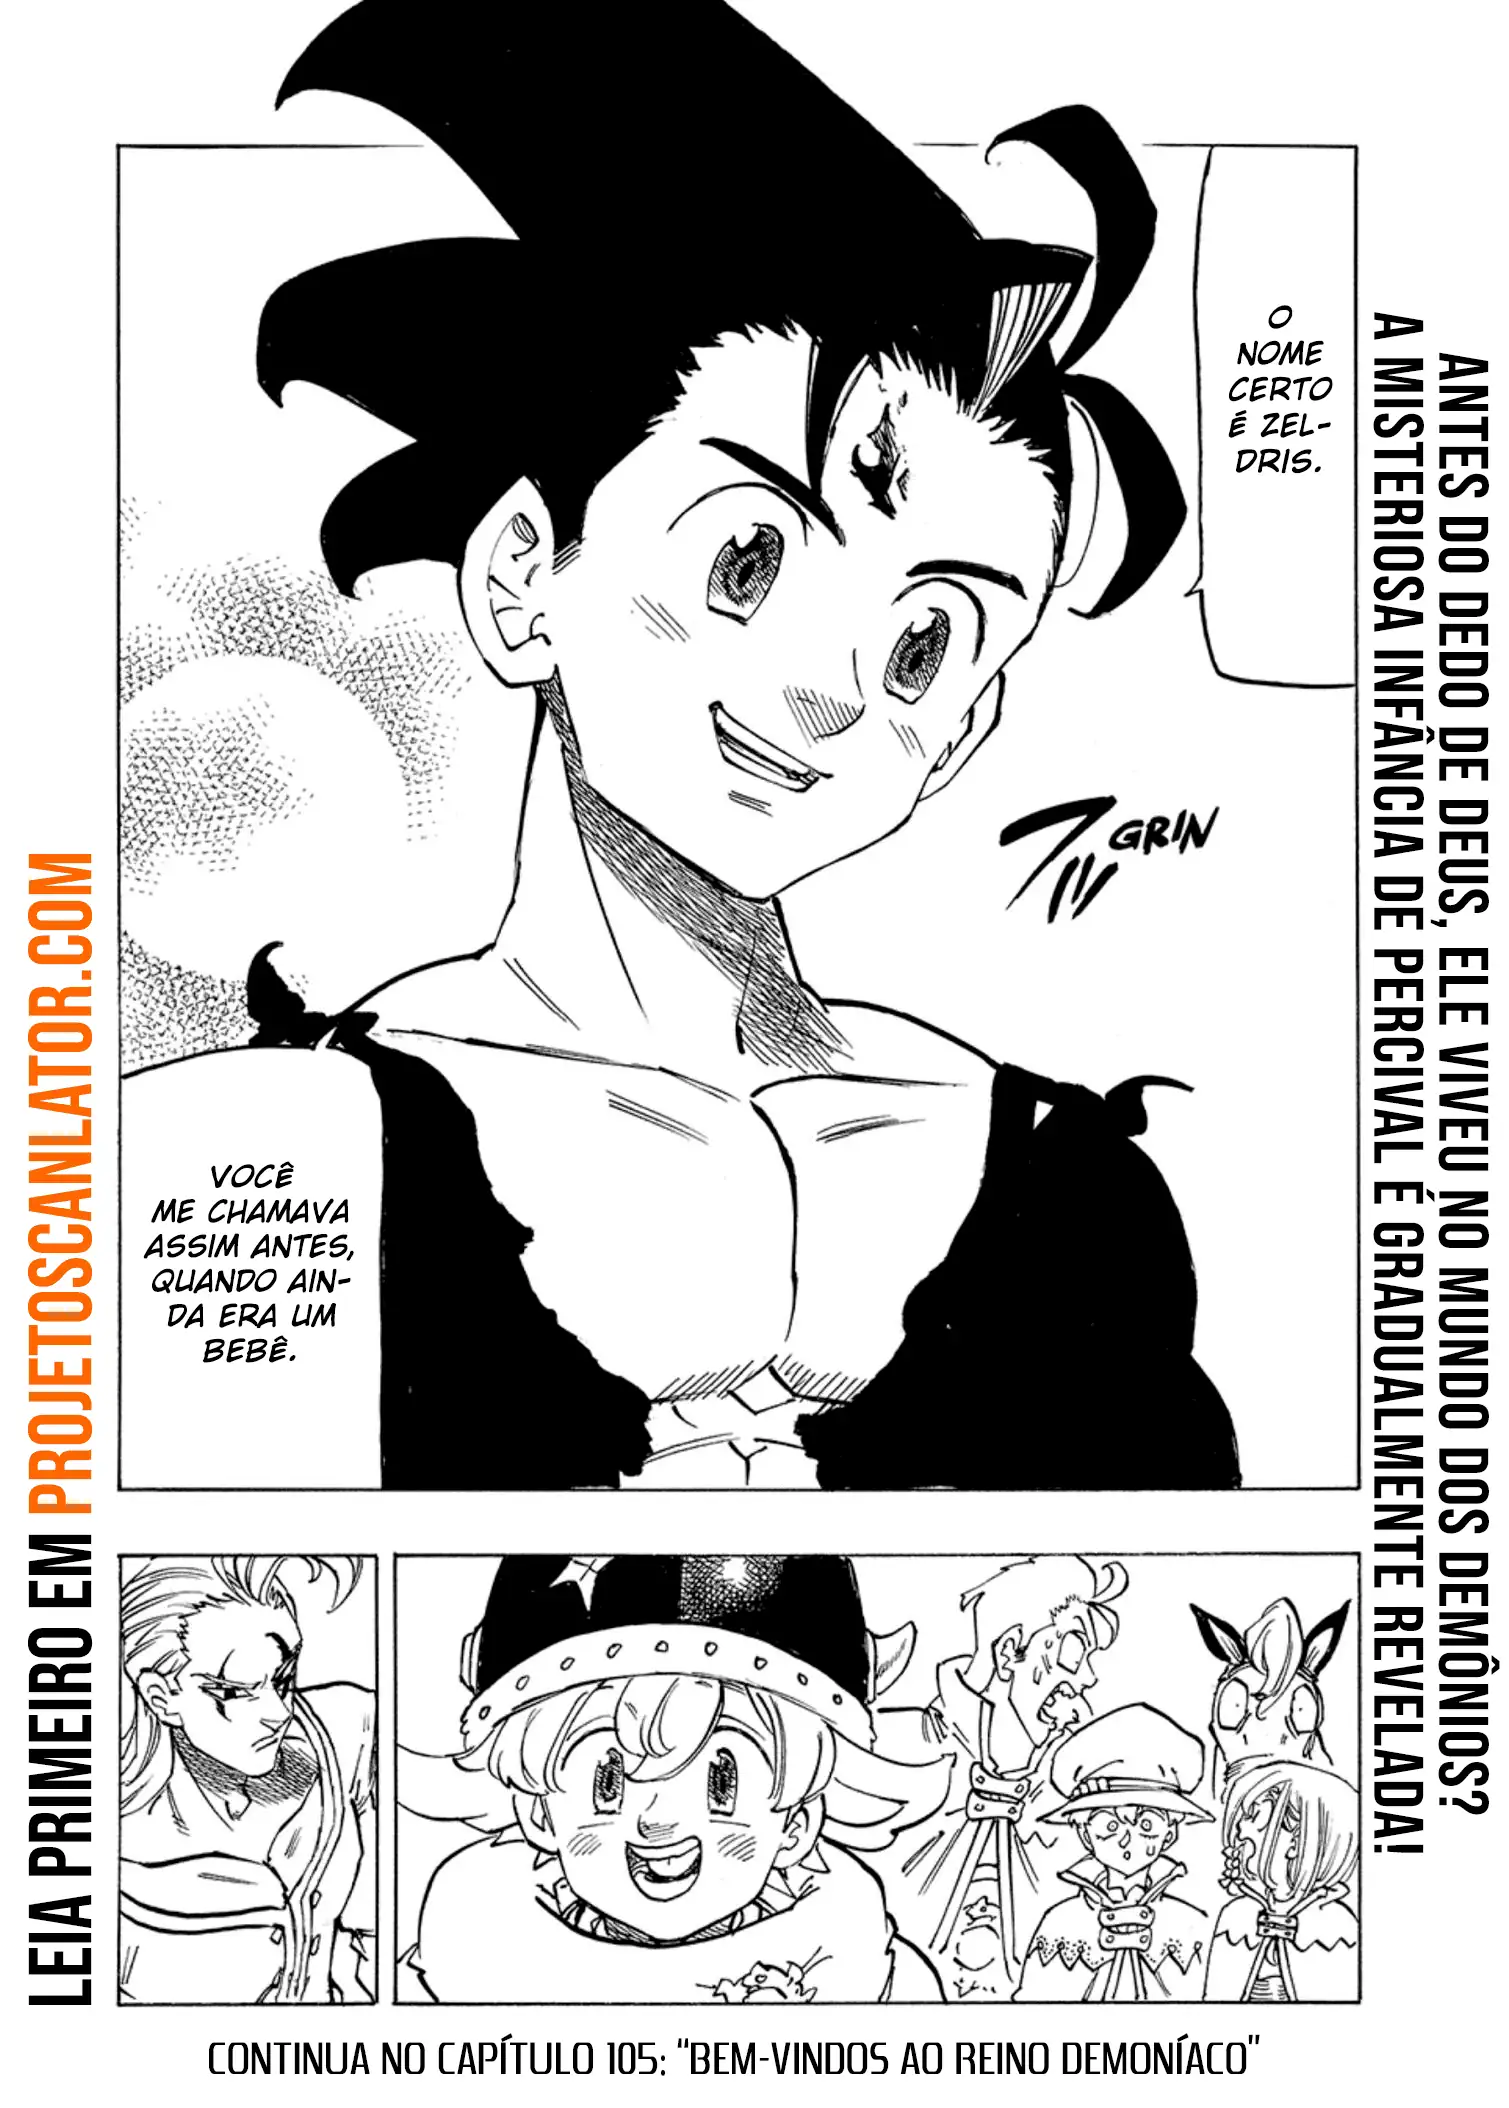 O
NOME
CERTO
É ZEL-
DRIS.
ANTES DO DEDO DE DEUS, ELE VIVEU NO MUNDO DOS DEMÔNIOS?
A MISTERIOSA INFÂNCIA DE PERCIVAL É GRADUALMENTE REVELADA!
GRIN
VOCÊ
ME CHAMAVA
ASSIM ANTES,
QUANDO AIN-
DA ERA UM
BEBÊ.
LEIA PRIMEIRO EM PROJETOSCANLATOR.COM
CONTINUA NO CAPÍTULO 105: “BEM-VINDOS AO REINO DEMONÍACO”